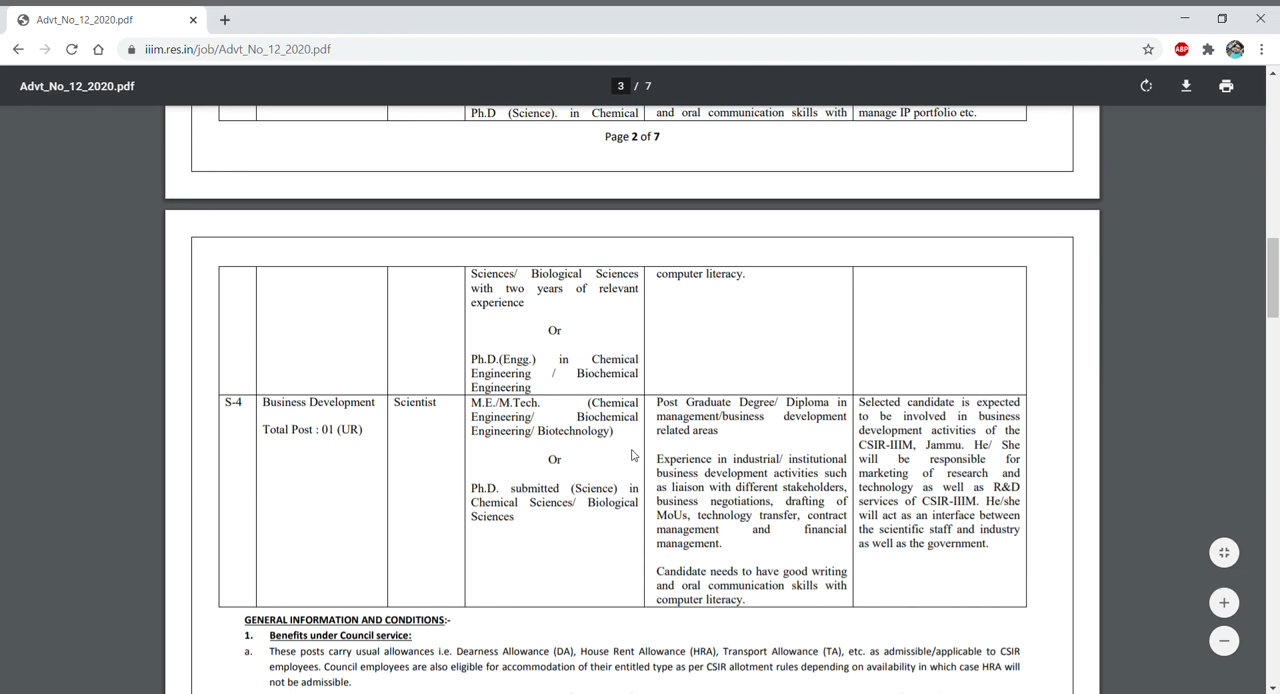 Advt_No_12_2020.pdf
iiim.res.in/job/Advt_No_12_2020.pdf
ABP
Advt_No_12_2020.pdf
3 / 7
Ph.D (Science). in Chemical
and oral communication skills with
manage IP portfolio etc.
Page 2 of 7
Sciences/ Biological Sciences
with two years of relevant
experience
Or
Ph.D.(Engg.) in Chemical
Engineering / Biochemical
Engineering
computer literacy.
S-4
Business Development
Total Post : 01 (UR)
Scientist
M.E./M.Tech. (Chemical
Engineering/ Biochemical
Engineering/ Biotechnology)
Or
Ph.D. submitted (Science) in
Chemical Sciences/ Biological
Sciences
Post Graduate Degree/ Diploma in
management/business development
related areas
Experience in industrial/ institutional
business development activities such
as liaison with different stakeholders,
business negotiations, drafting of
MoUs, technology transfer, contract
management and financial
management.
Candidate needs to have good writing
and oral communication skills with
computer literacy.
Selected candidate is expected
to be involved in business
development activities of the
CSIR-IIIM, Jammu. He/ She
will be responsible for
marketing of research and
technology as well as R&D
services of CSIR-IIIM. He/she
will act as an interface between
the scientific staff and industry
as well as the government.
GENERAL INFORMATION AND CONDITIONS:-
1. Benefits under Council service:
a. These posts carry usual allowances i.e. Dearness Allowance (DA), House Rent Allowance (HRA), Transport Allowance (TA), etc. as admissible/applicable to CSIR
employees. Council employees are also eligible for accommodation of their entitled type as per CSIR allotment rules depending on availability in which case HRA will
not be admissible.